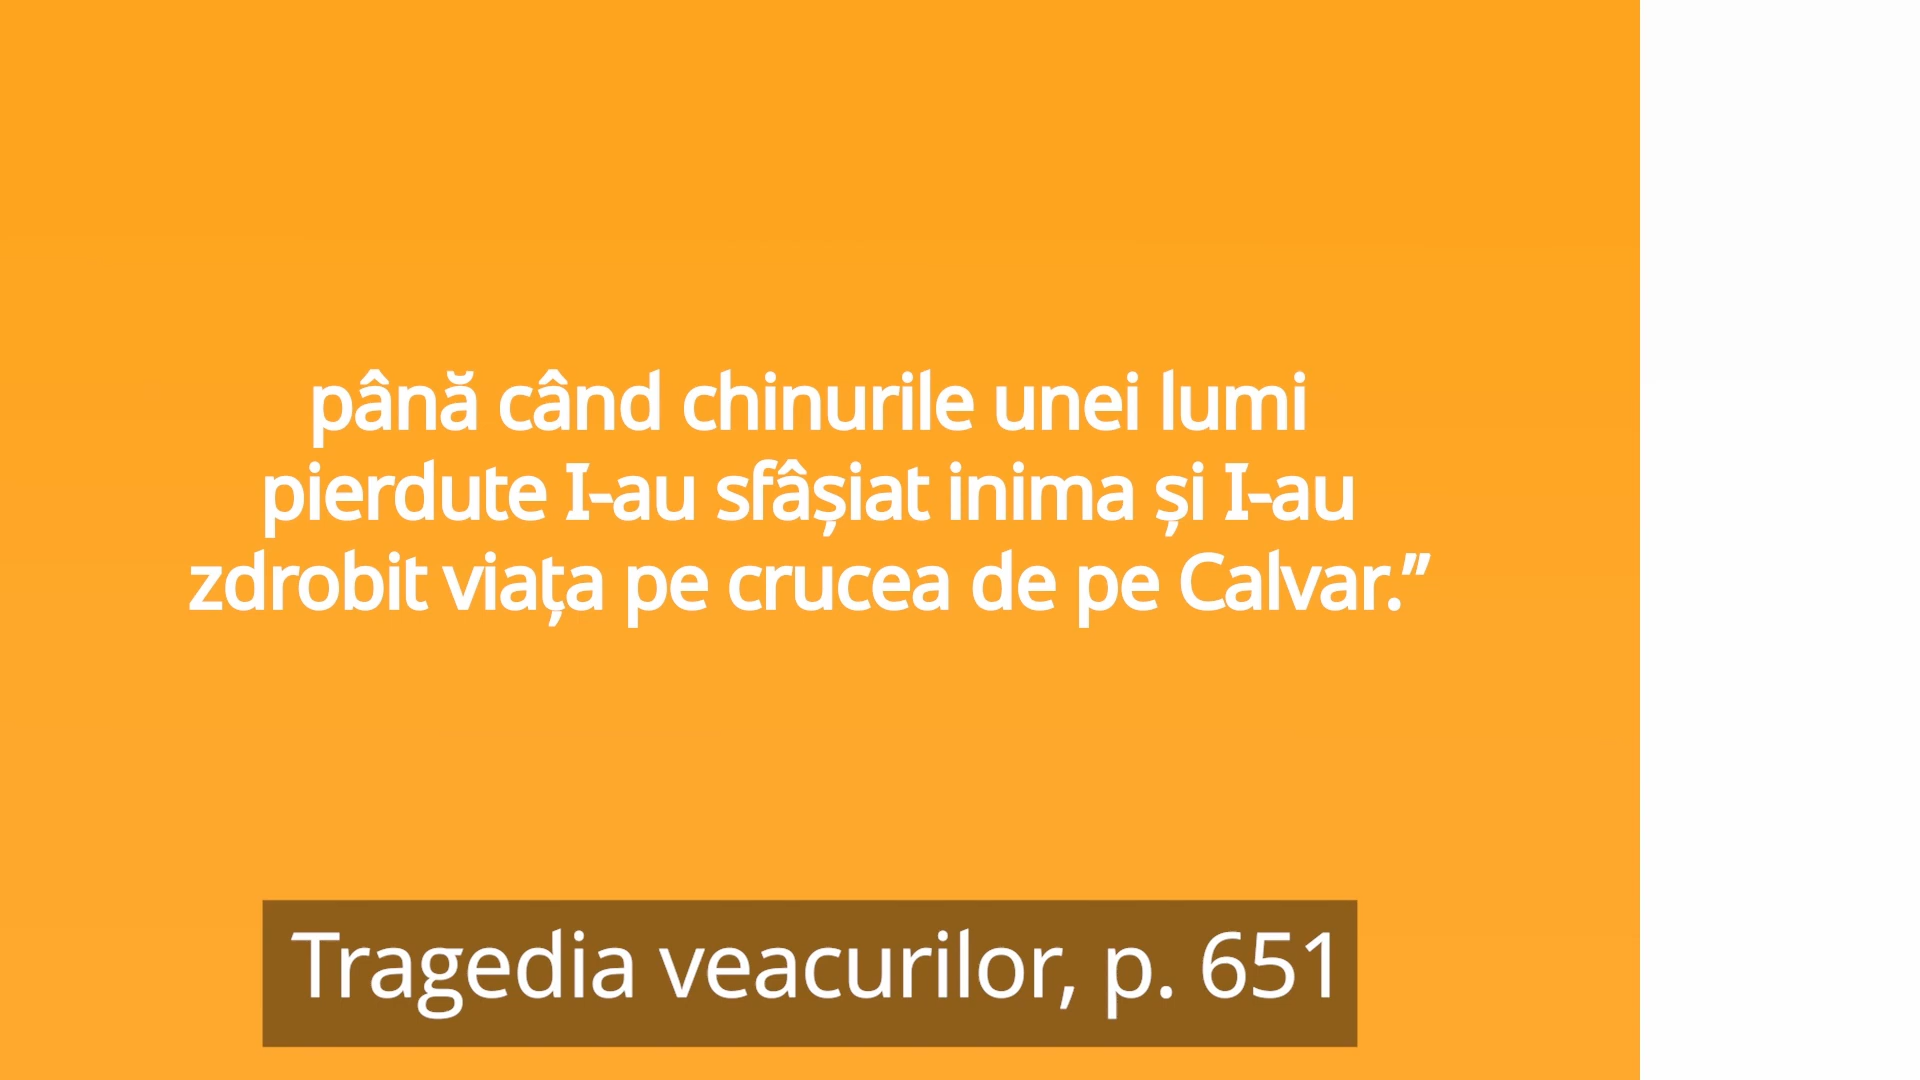 până când chinurile unei lumi
pierdute I-au sfâșiat inima și I-au
zdrobit viața pe crucea de pe Calvar.”
Tragedia veacurilor, p. 651